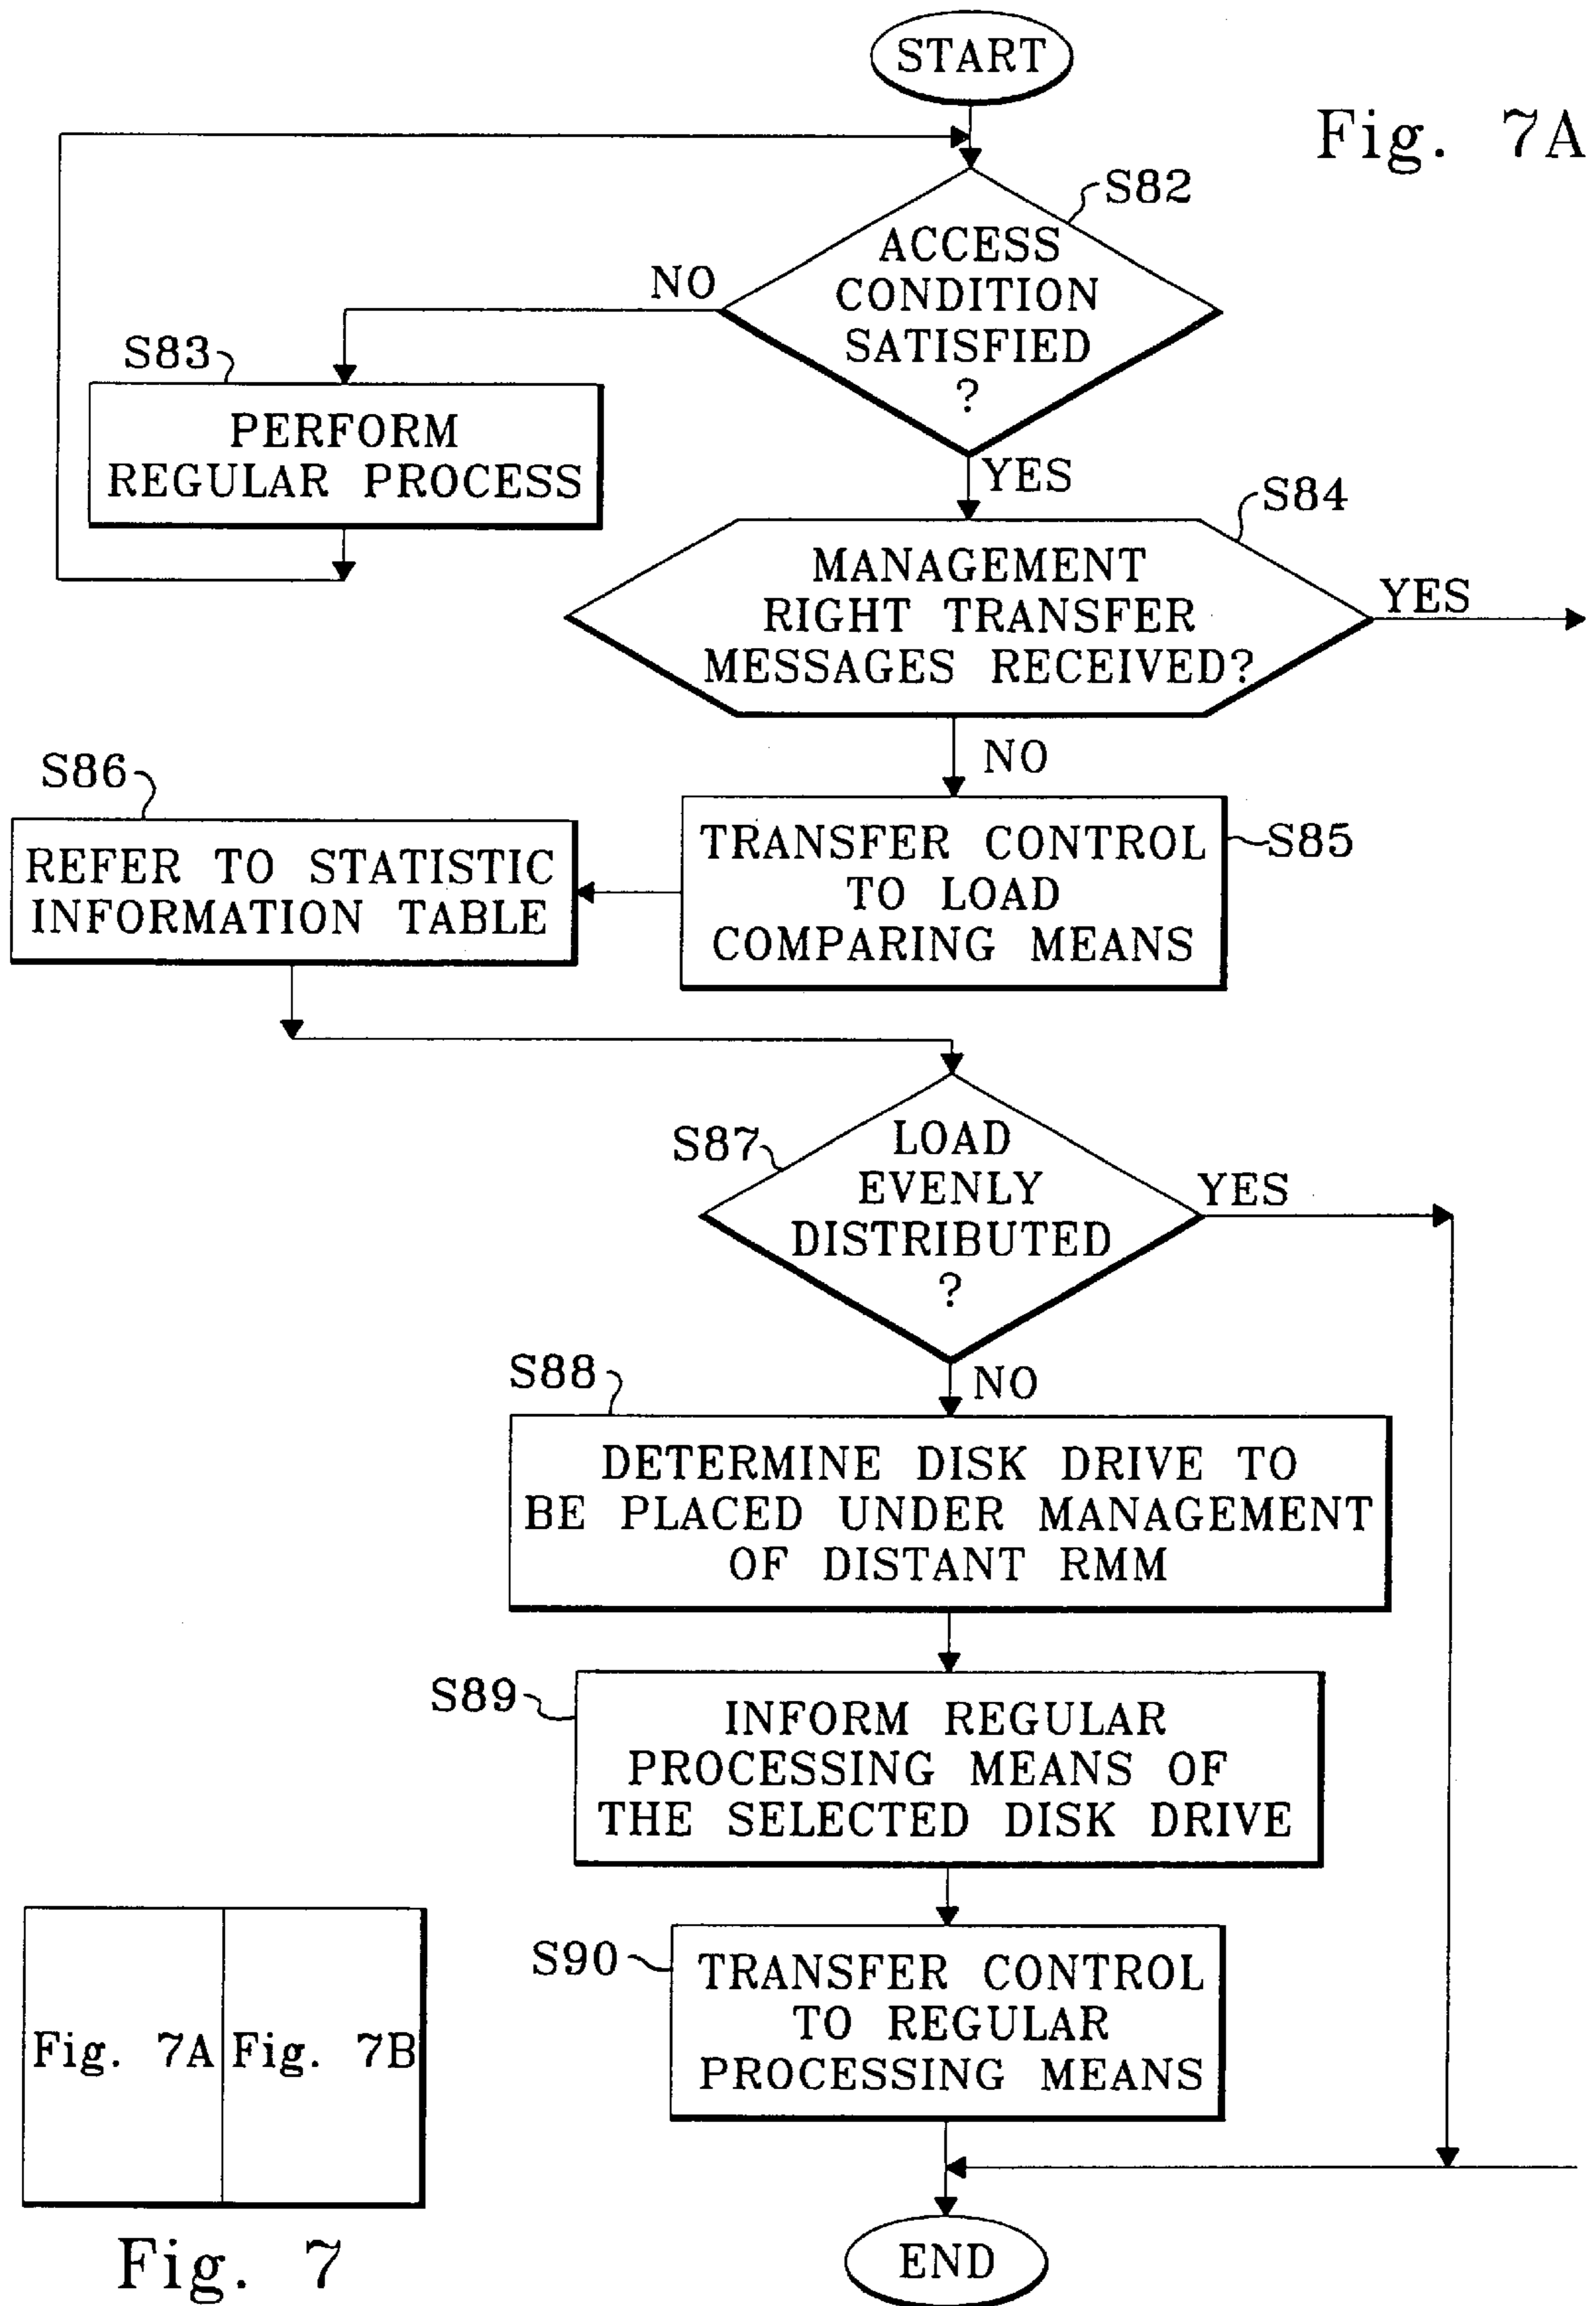 START
Fig. 7A
S82
ACCESS
CONDITION
SATISFIED
?
NO
S83
PERFORM
REGULAR PROCESS
YES
S84
MANAGEMENT
RIGHT TRANSFER
MESSAGES RECEIVED?
YES
NO
S86
REFER TO STATISTIC
INFORMATION TABLE
TRANSFER CONTROL
TO LOAD
COMPARING MEANS
S85
S87
LOAD
EVENLY
DISTRIBUTED
?
YES
NO
S88
DETERMINE DISK DRIVE TO
BE PLACED UNDER MANAGEMENT
OF DISTANT RMM
S89
INFORM REGULAR
PROCESSING MEANS OF
THE SELECTED DISK DRIVE
S90
TRANSFER CONTROL
TO REGULAR
PROCESSING MEANS
Fig. 7A
Fig. 7B
Fig. 7
END